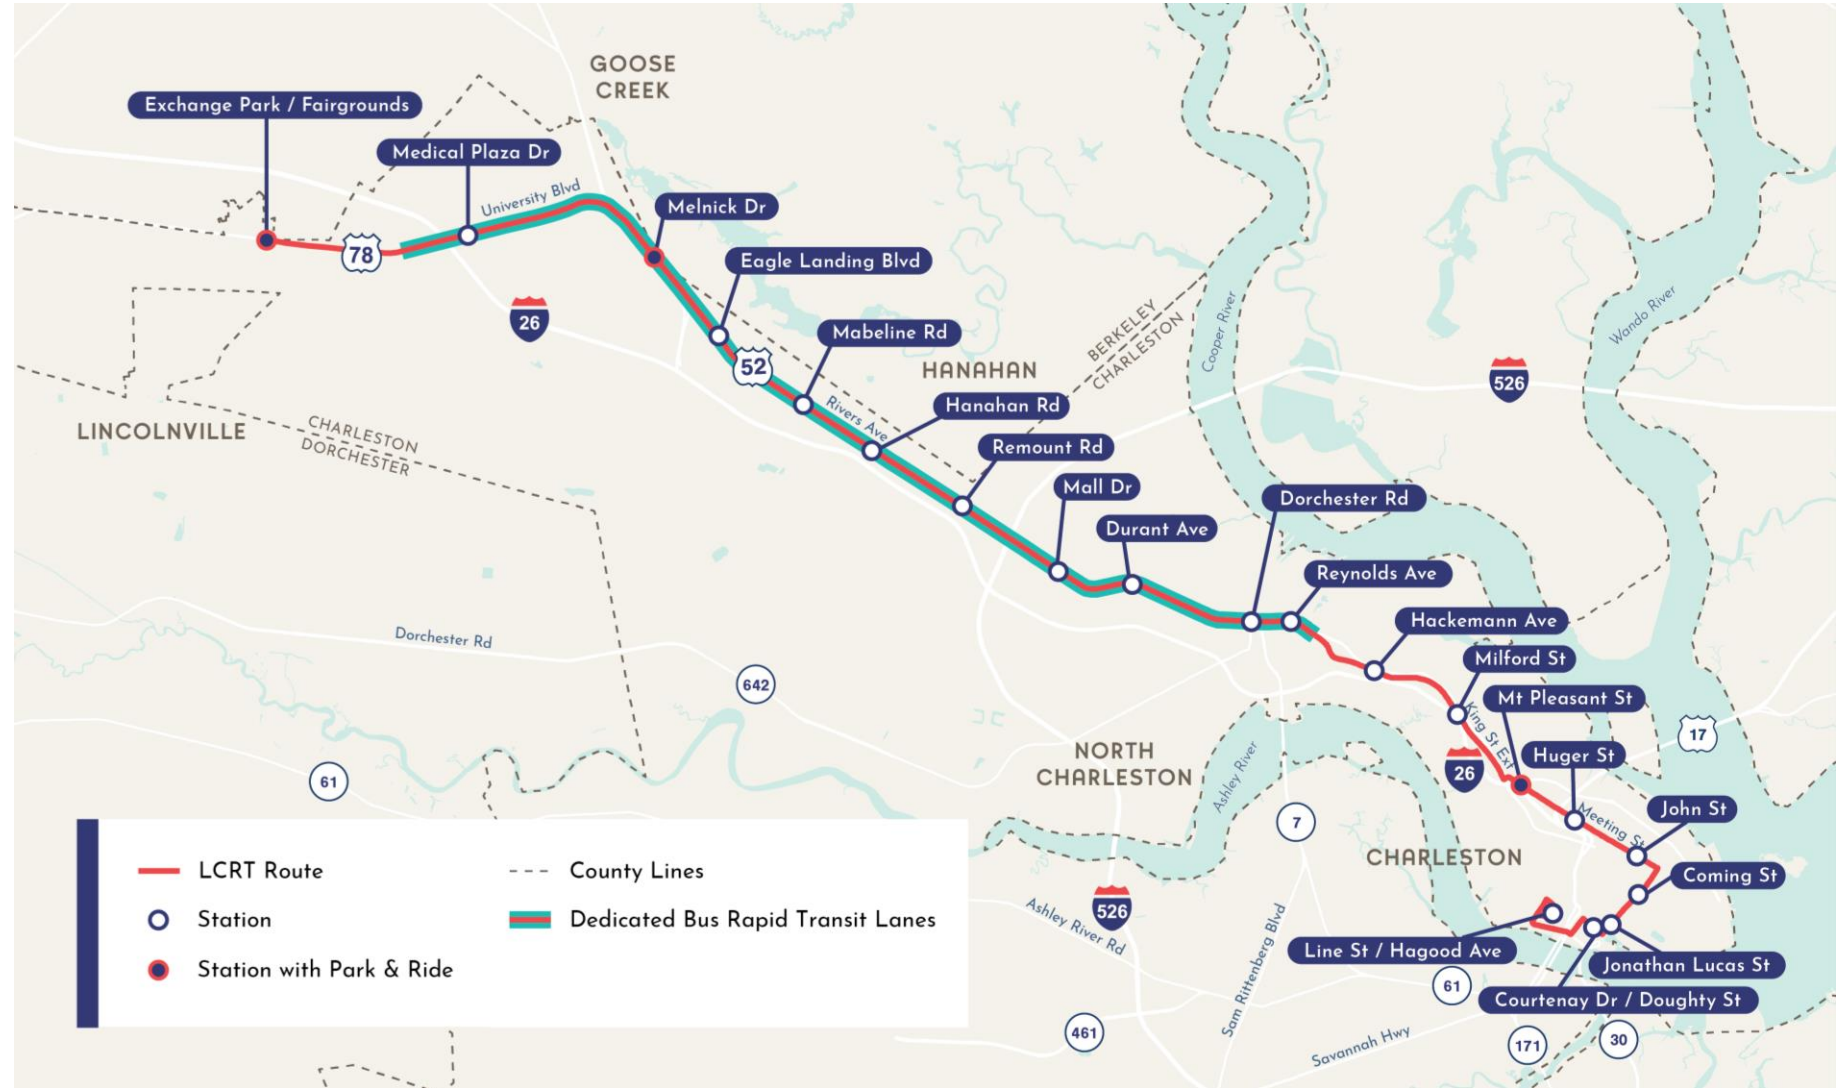 GOOSE
CREEK
Exchange Park / Fairgrounds
Medical Plaza Dr
University Blvd
Melnick Dr
78
Eagle Landing Blvd
26
Mabeline Rd
52
HANAHAN
BERKELEY
CHARLESTON
Cooper River
Wando River
526
Rivers Ave
Hanahan Rd
LINCOLNVILLE
CHARLESTON
DORCHESTER
Remount Rd
Mall Dr
Dorchester Rd
Durant Ave
Reynolds Ave
Hackemann Ave
Dorchester Rd
642
Milford St
Mt Pleasant St
King St Ext
17
NORTH
CHARLESTON
Ashley River
26
Huger St
61
7
John St
Meeting St
CHARLESTON
Coming St
LCRT Route
County Lines
Station
Dedicated Bus Rapid Transit Lanes
Station with Park & Ride
526
Ashley River Rd
Sam Rittenberg Blvd
Line St / Hagood Ave
Jonathan Lucas St
61
Courtenay Dr / Doughty St
461
Savannah Hwy
171
30